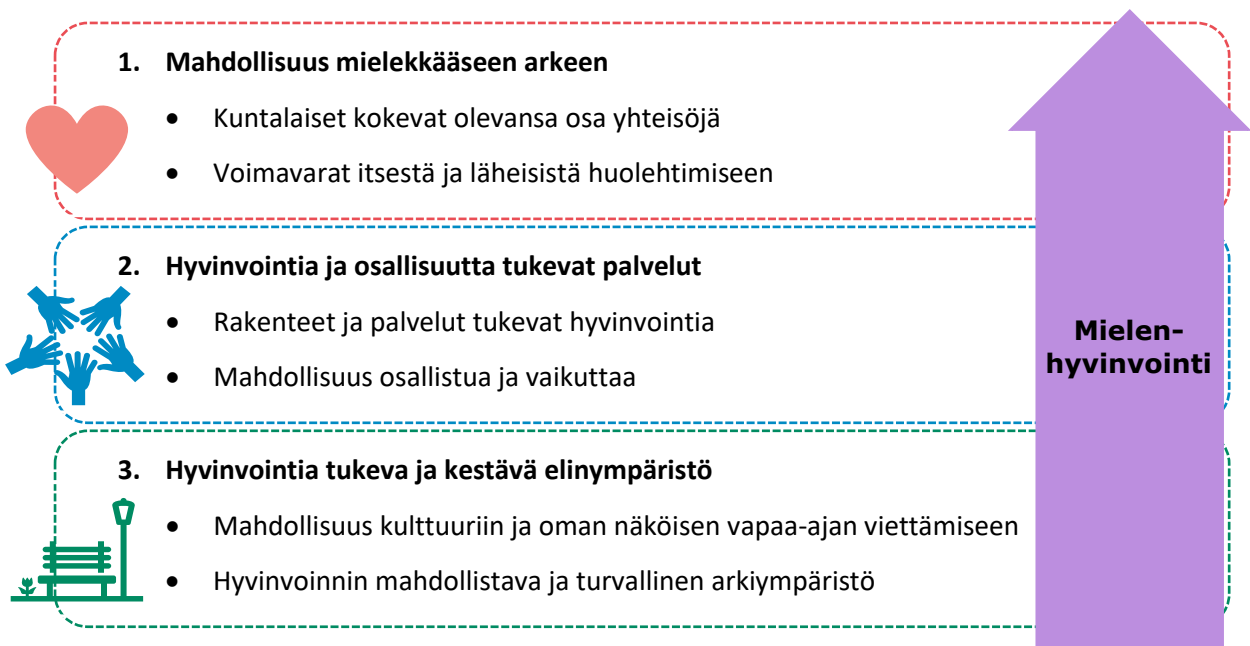 1. Mahdollisuus mielekkääseen arkeen
• Kuntalaiset kokevat olevansa osa yhteisöjä
• Voimavarat itsestä ja läheisistä huolehtimiseen
2. Hyvinvointia ja osallisuutta tukevat palvelut
• Rakenteet ja palvelut tukevat hyvinvointia
• Mahdollisuus osallistua ja vaikuttaa
3. Hyvinvointia tukeva ja kestävä elinympäristö
• Mahdollisuus kulttuuriin ja oman näköisen vapaa-ajan viettämiseen
• Hyvinvoinnin mahdollistava ja turvallinen arkiympäristö
Mielen-
hyvinvointi